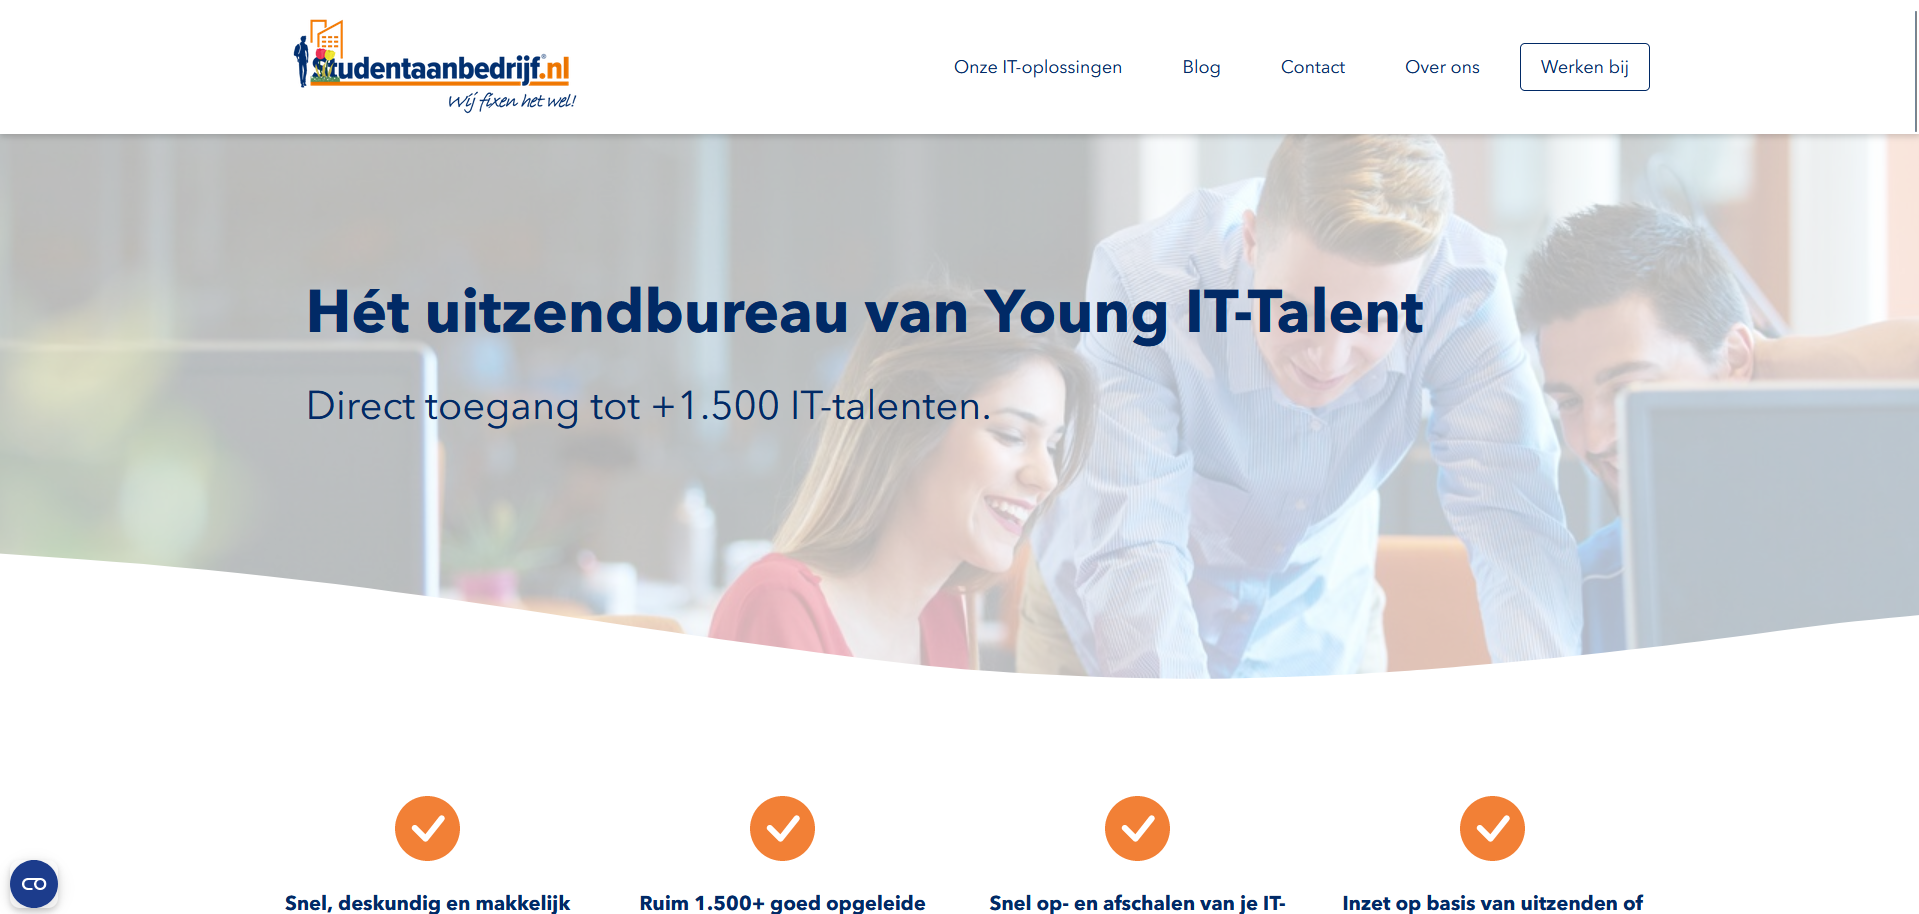 Studentaanbedrijf.nl
Wij fixen het wel!
Onze IT-oplossingen
Blog
Contact
Over ons
Werken bij
Hét uitzendbureau van Young IT-Talent
Direct toegang tot +1.500 IT-talenten.
Snel, deskundig en makkelijk
Ruim 1.500+ goed opgeleide
Snel op- en afschalen van je IT-
Inzet op basis van uitzenden of